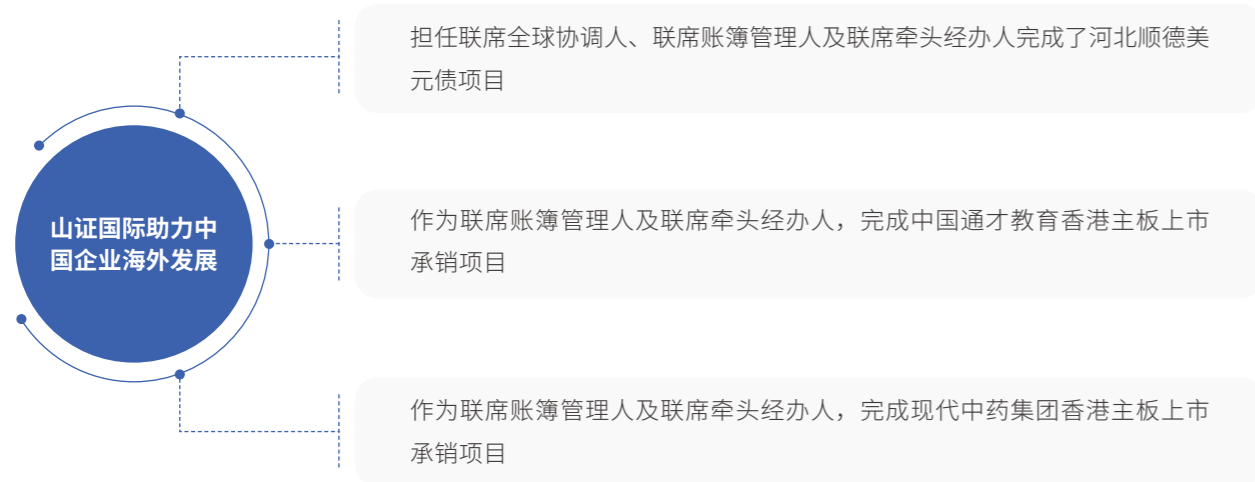 担任联席全球协调人、联席账簿管理人及联席牵头经办人完成了河北顺德美
元债项目
山证国际助力中
国企业海外发展
作为联席账簿管理人及联席牵头经办人，完成中国通才教育香港主板上市
承销项目
作为联席账簿管理人及联席牵头经办人，完成现代中药集团香港主板上市
承销项目